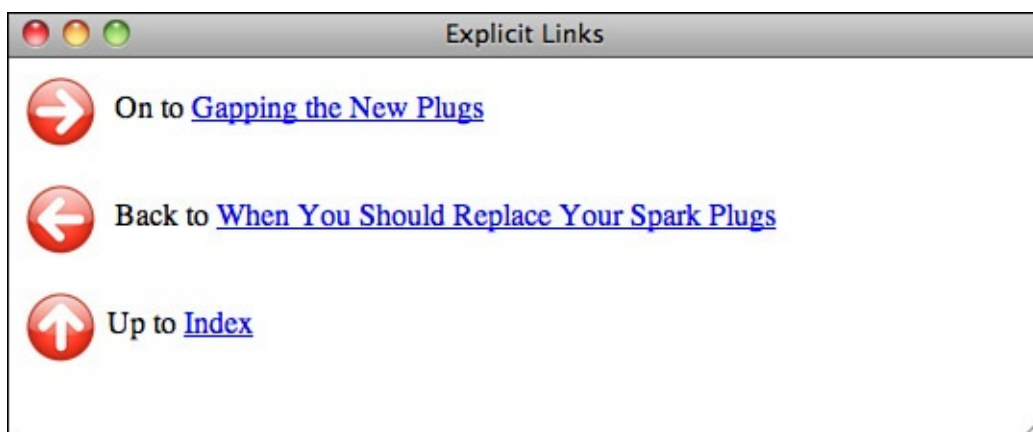 Explicit Links
On to Gapping the New Plugs
Back to When You Should Replace Your Spark Plugs
Up to Index